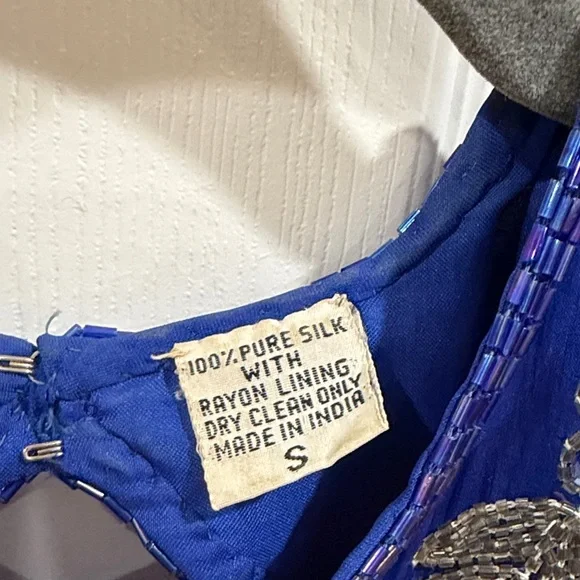 100% PURE SILK
WITH
RAYON LINING
DRY CLEAN ONLY
MADE IN INDIA
S